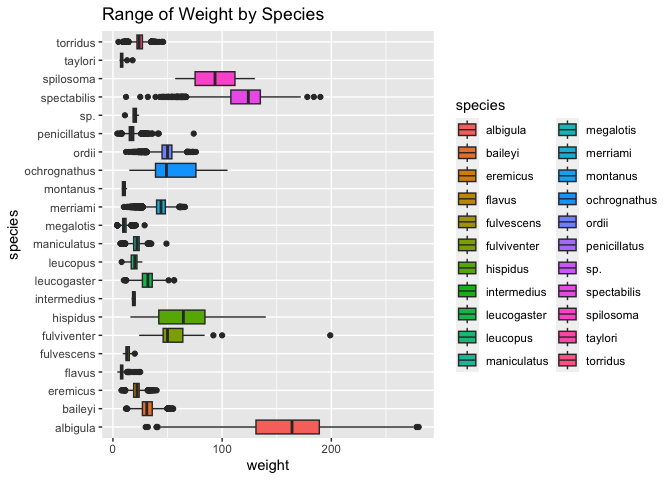 Range of Weight by Species
species
torridus
taylori
spilosoma
spectabilis
sp.
penicillatus
ordii
ochrognathus
montanus
merriami
megalotis
maniculatus
leucopus
leucogaster
intermedius
hispidus
fulviventer
fulvescens
flavus
eremicus
baileyi
albigula
0 100 200
weight
species
albigula
baileyi
eremicus
flavus
fulvescens
fulviventer
hispidus
intermedius
leucogaster
leucopus
maniculatus
megalotis
merriami
montanus
ochrognathus
ordii
penicillatus
sp.
spectabilis
spilosoma
taylori
torridus